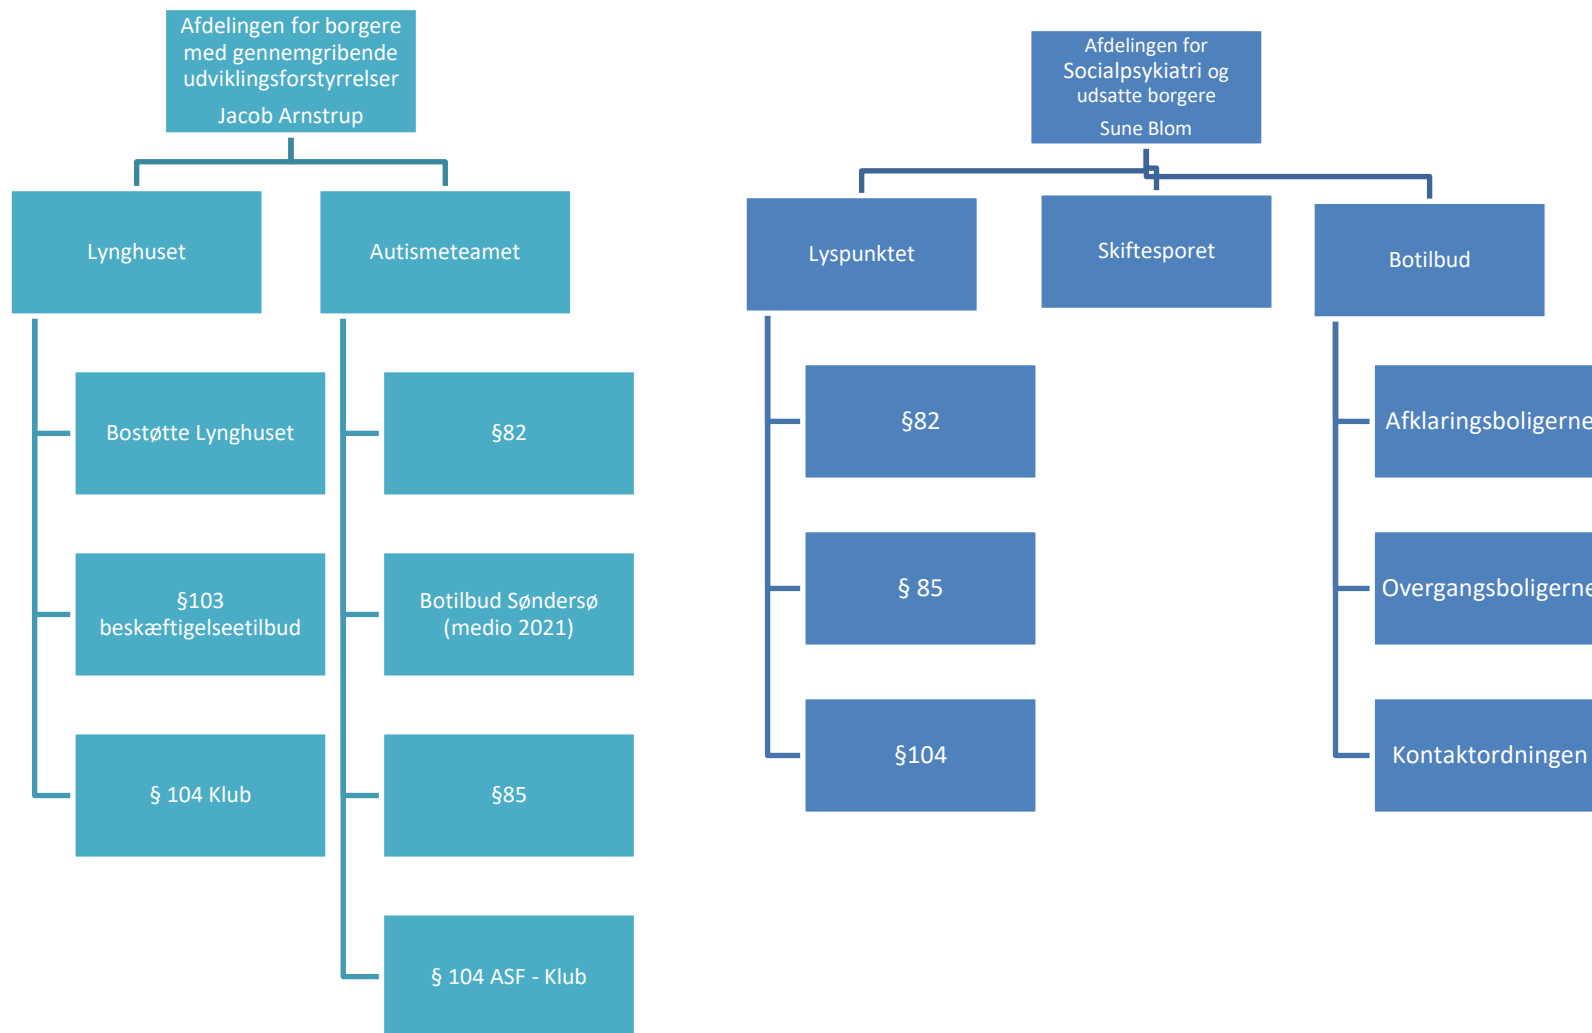 Afdelingen for borgere
med gennemgribende
udviklingsforstyrrelser
Jacob Arnstrup
Lynghuset
Autismeteamet
Bostøtte Lynghuset
§103
beskæftigelseetilbud
§ 104 Klub
§82
Botilbud Søndersø
(medio 2021)
§85
§ 104 ASF - Klub
Afdelingen for
Socialpsykiatri og
udsatte borgere
Sune Blom
Lyspunktet
Skiftesporet
Botilbud
§82
§ 85
§104
Afklaringsboligerne
Overgangsboligerne
Kontaktordningen